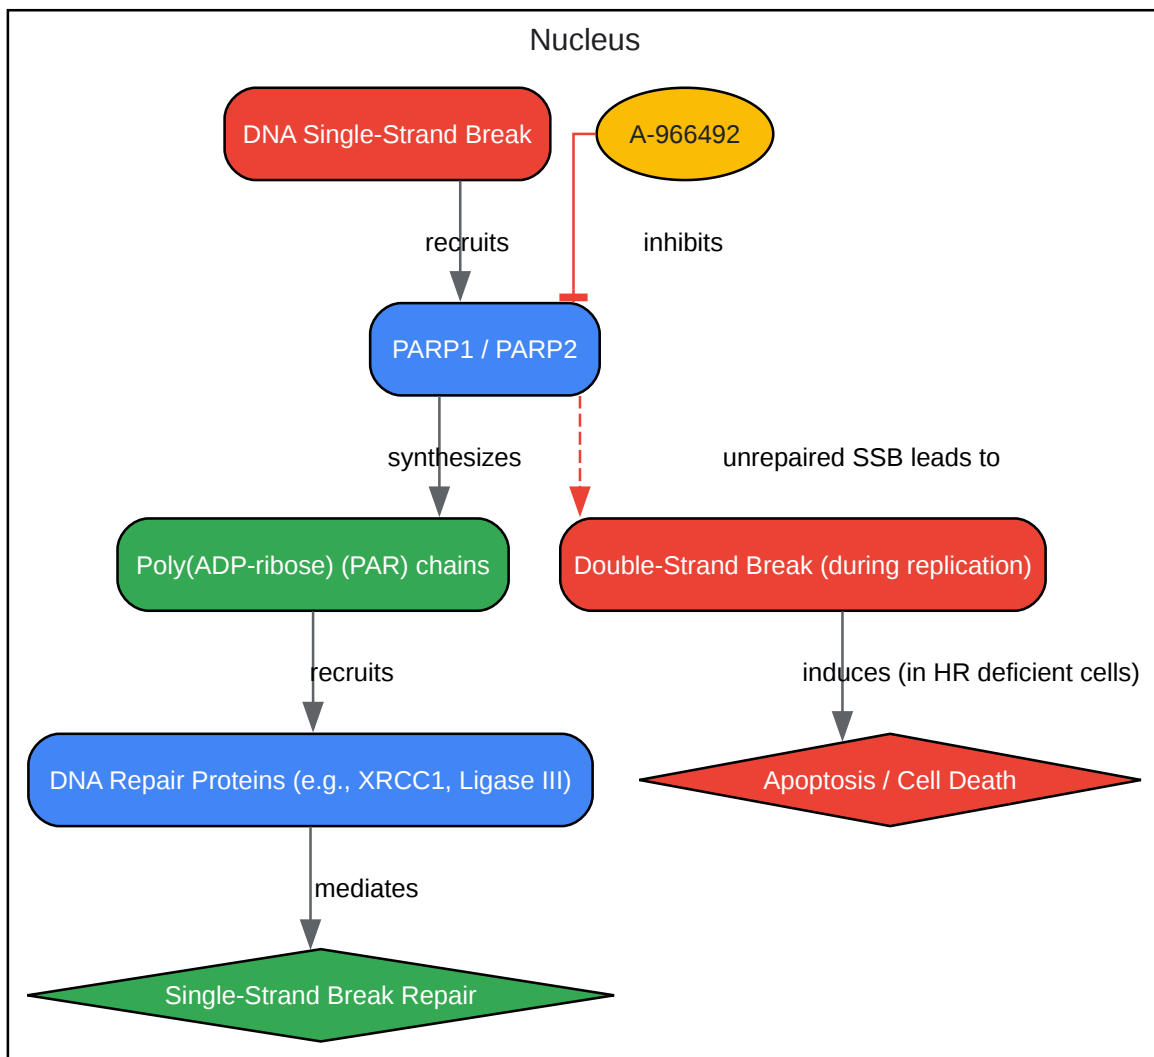 Nucleus
DNA Single-Strand Break
A-966492
recruits
inhibits
PARP1 / PARP2
synthesizes
unrepaired SSB leads to
Poly(ADP-ribose) (PAR) chains
Double-Strand Break (during replication)
recruits
induces (in HR deficient cells)
DNA Repair Proteins (e.g., XRCC1, Ligase III)
Apoptosis / Cell Death
mediates
Single-Strand Break Repair